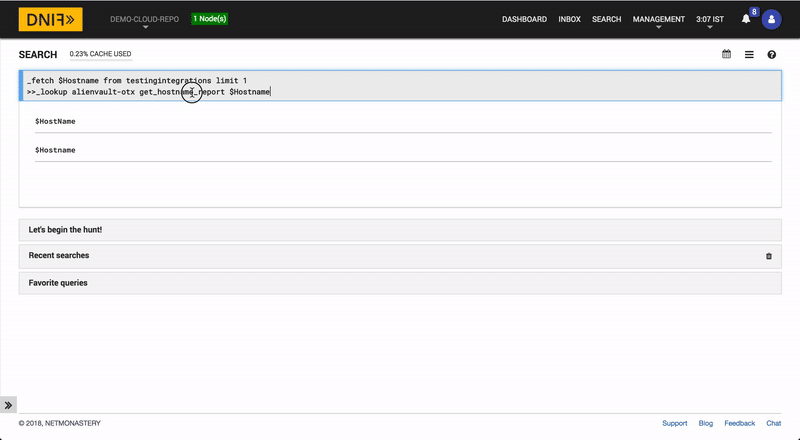 DNIF»
DEMO-CLOUD-REPO
1 Node(s)
DASHBOARD INBOX SEARCH MANAGEMENT 3:07 IST 8
SEARCH 0.23% CACHE USED
_fetch $Hostname from testingintegrations limit 1
>>_lookup alienvault-otx get_hostname_report $Hostname
$HostName
$Hostname
Let's begin the hunt!
Recent searches
Favorite queries
© 2018, NETMONASTERY
Support Blog Feedback Chat